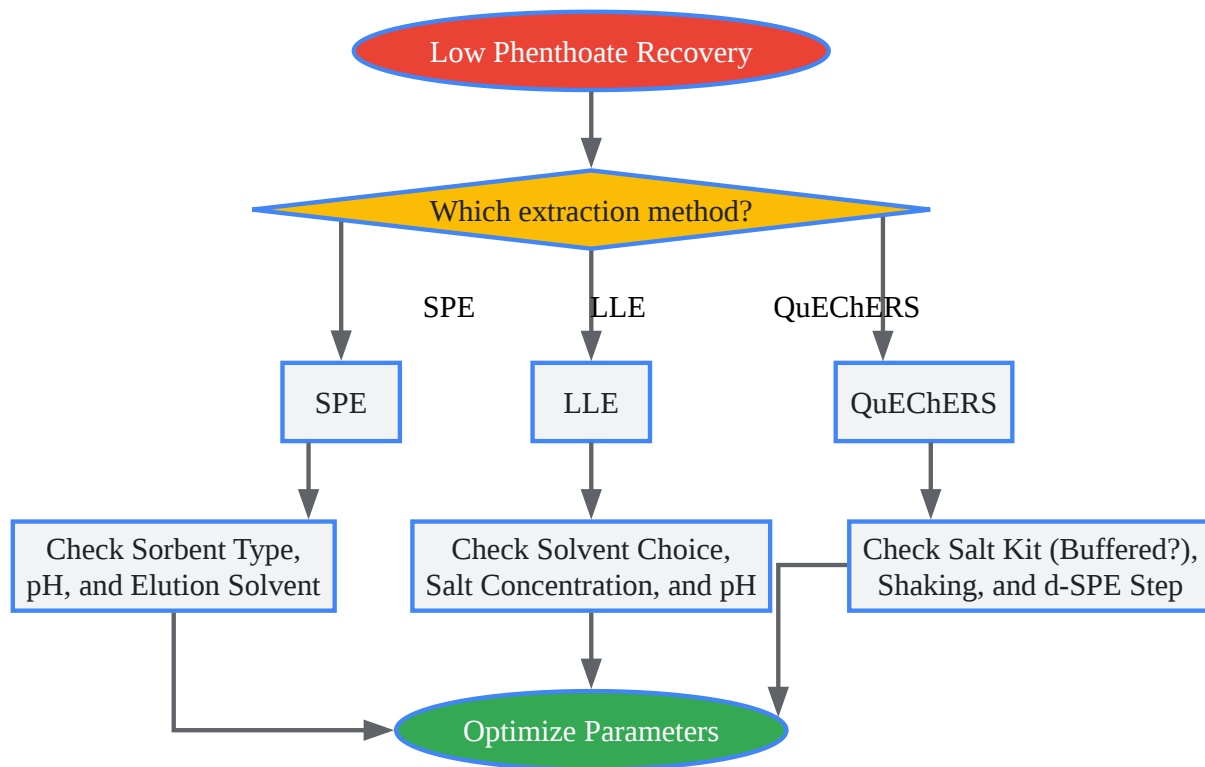 Low Phenthoate Recovery
Which extraction method?
SPE
LLE
QuEChERS
SPE
LLE
QuEChERS
Check Sorbent Type,
pH, and Elution Solvent
Check Solvent Choice,
Salt Concentration, and pH
Check Salt Kit (Buffered?),
Shaking, and d-SPE Step
Optimize Parameters